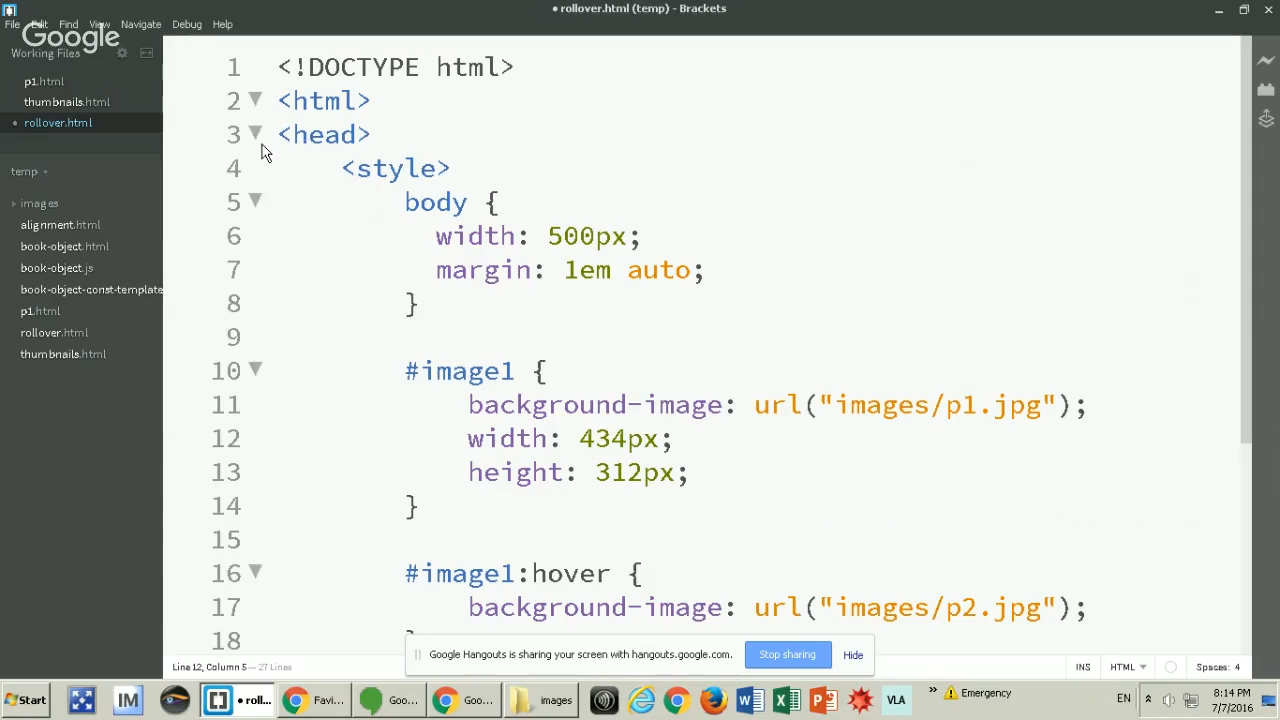 • rollover.html (temp) - Brackets
File Edit Find View Navigate Debug Help
Google
Working Files
p1.html
thumbnails.html
• rollover.html
temp
images
alignment.html
book-object.html
book-object.js
book-object-const-template
p1.html
rollover.html
thumbnails.html
1 <!DOCTYPE html>
2 <html>
3 <head>
4 <style>
5 body {
6 width: 500px;
7 margin: 1em auto;
8 }
9
10 #image1 {
11 background-image: url("images/p1.jpg");
12 width: 434px;
13 height: 312px;
14 }
15
16 #image1:hover {
17 background-image: url("images/p2.jpg");
18 }
Google Hangouts is sharing your screen with hangouts.google.com. Stop sharing Hide
Line 12, Column 5 — 27 Lines INS HTML Spaces: 4
Start IM • roll... Favi... Goo... Goo... images VLA » Emergency EN 8:14 PM
7/7/2016